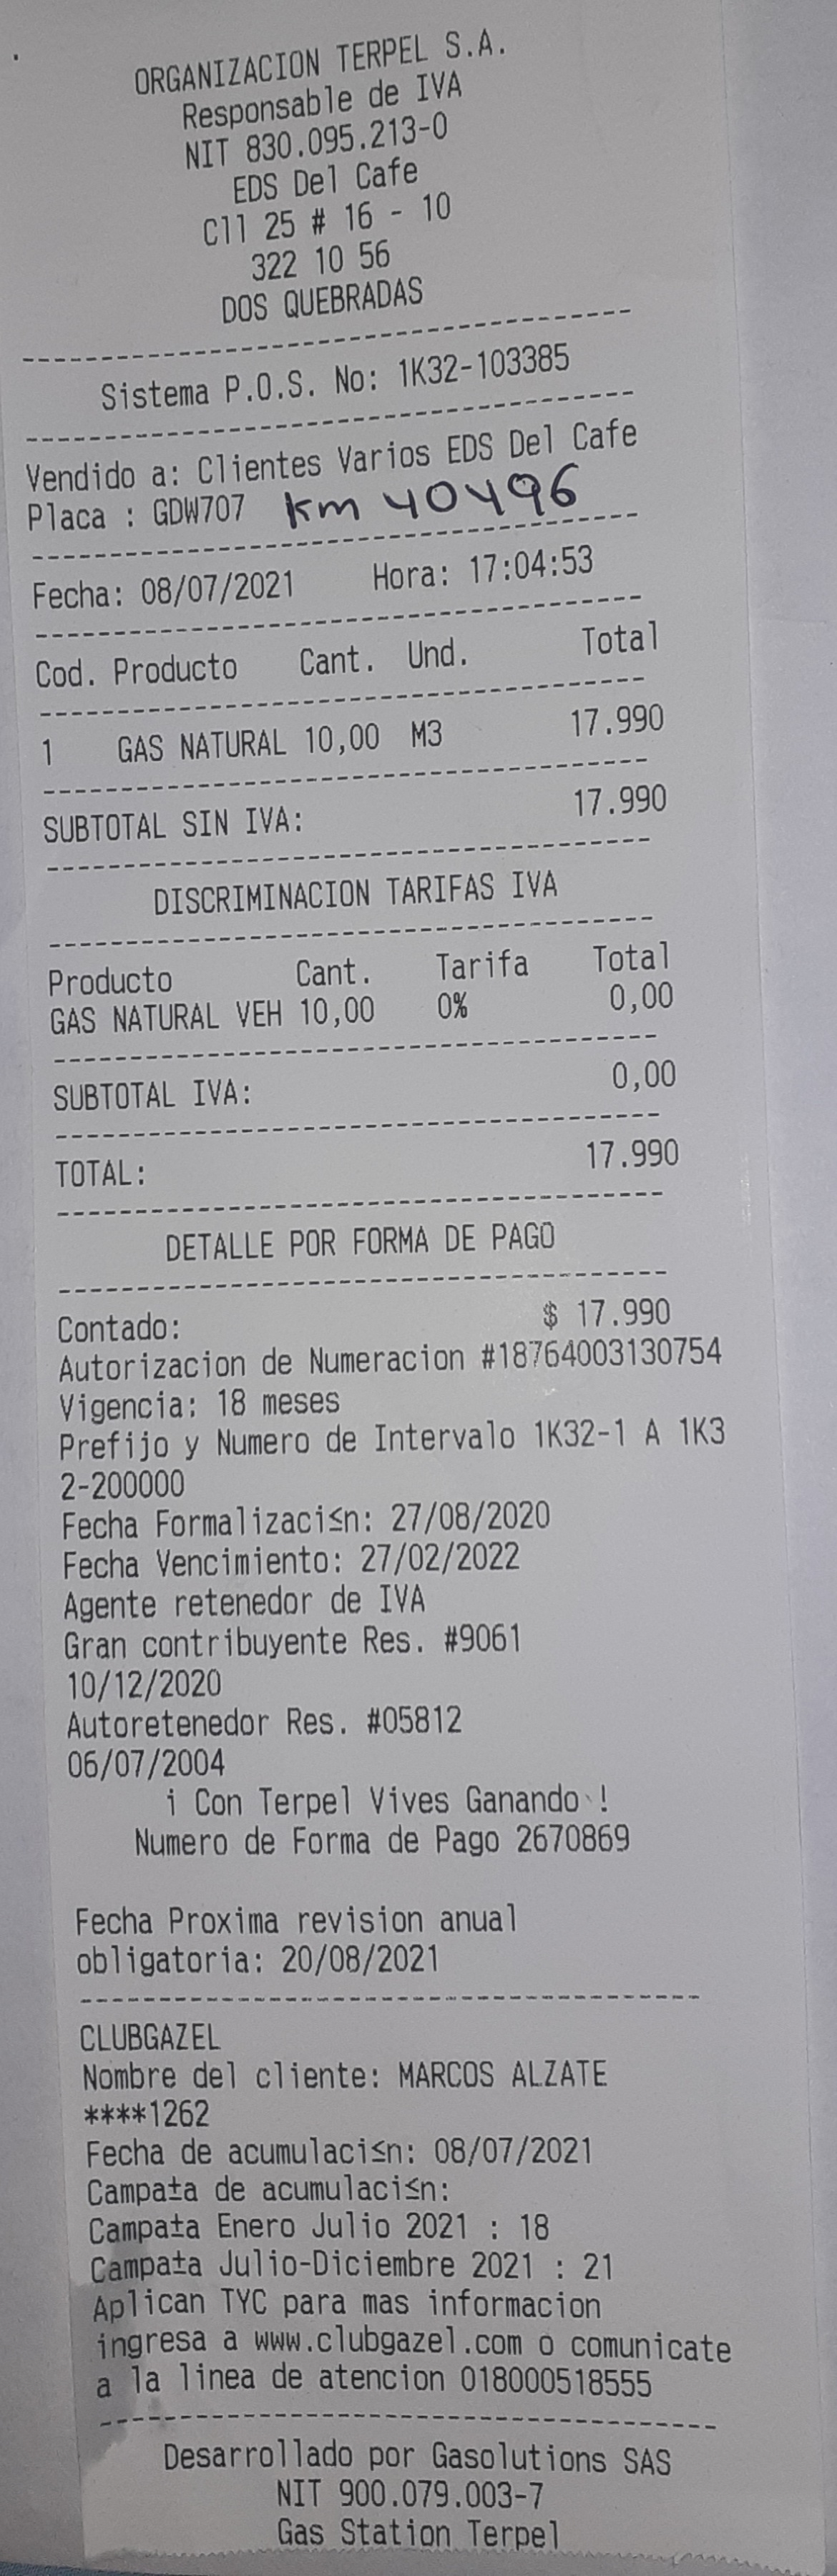 ORGANIZACION TERPEL S.A.
Responsable de IVA
NIT 830.095.213-0
EDS Del Cafe
Cll 25 # 16 - 10
322 10 56
DOS QUEBRADAS
Sistema P.O.S. No: 1K32-103385
Vendido a: Clientes Varios EDS Del Cafe
Placa : GDW707 Km 40496
Fecha: 08/07/2021 Hora: 17:04:53
Cod. Producto Cant. Und. Total
1 GAS NATURAL 10,00 M3 17.990
SUBTOTAL SIN IVA: 17.990
DISCRIMINACION TARIFAS IVA
Producto Cant. Tarifa Total
GAS NATURAL VEH 10,00 0% 0,00
SUBTOTAL IVA: 0,00
TOTAL: 17.990
DETALLE POR FORMA DE PAGO
Contado: $ 17.990
Autorizacion de Numeracion #18764003130754
Vigencia: 18 meses
Prefijo y Numero de Intervalo 1K32-1 A 1K3
2-200000
Fecha Formalizaci≤n: 27/08/2020
Fecha Vencimiento: 27/02/2022
Agente retenedor de IVA
Gran contribuyente Res. #9061
10/12/2020
Autoretenedor Res. #05812
06/07/2004
¡ Con Terpel Vives Ganando !
Numero de Forma de Pago 2670869
Fecha Proxima revision anual
obligatoria: 20/08/2021
CLUBGAZEL
Nombre del cliente: MARCOS ALZATE
****1262
Fecha de acumulaci≤n: 08/07/2021
Campa±a de acumulaci≤n:
Campa±a Enero Julio 2021 : 18
Campa±a Julio-Diciembre 2021 : 21
Aplican TYC para mas informacion
ingresa a www.clubgazel.com o comunicate
a la linea de atencion 018000518555
Desarrollado por Gasolutions SAS
NIT 900.079.003-7
Gas Station Terpel